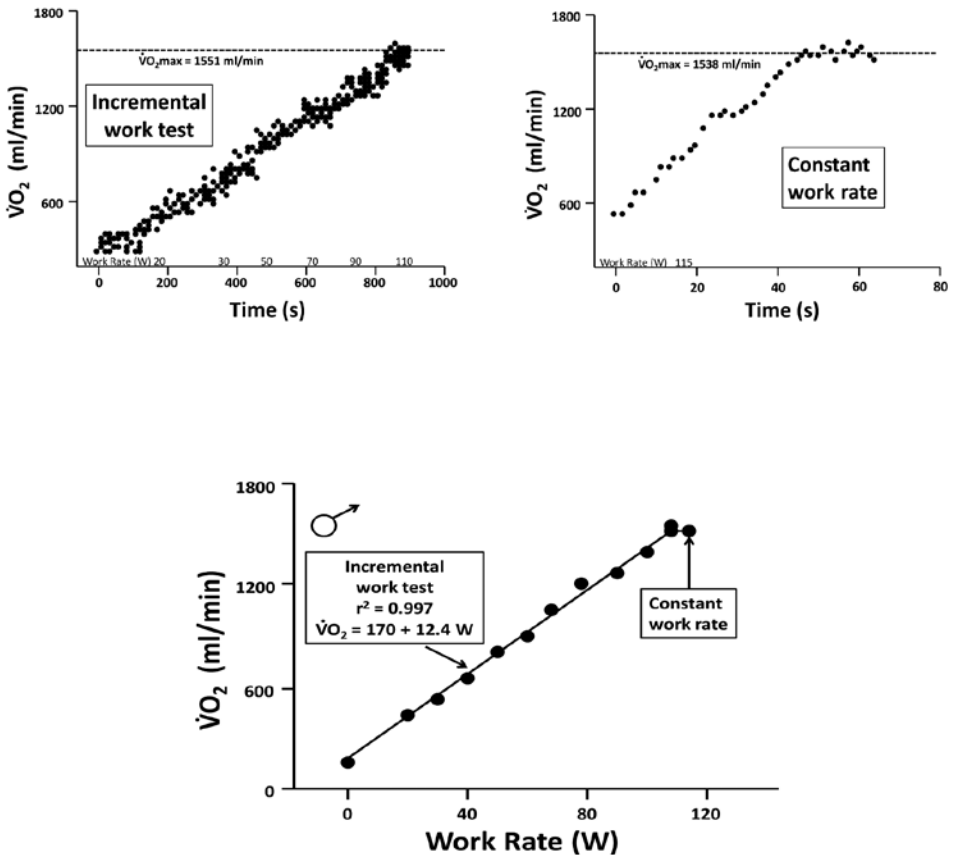 1800
1200
600
V̇O₂ (ml/min)
V̇O₂max = 1551 ml/min
Incremental
work test
Work Rate (W) 20 30 50 70 90 110
0 200 400 600 800 1000
Time (s)
1800
1200
600
V̇O₂ (ml/min)
V̇O₂max = 1538 ml/min
Constant
work rate
Work Rate (W) 115
0 20 40 60 80
Time (s)
1800
1200
600
0
V̇O₂ (ml/min)
Incremental
work test
r² = 0.997
V̇O₂ = 170 + 12.4 W
Constant
work rate
0 40 80 120
Work Rate (W)